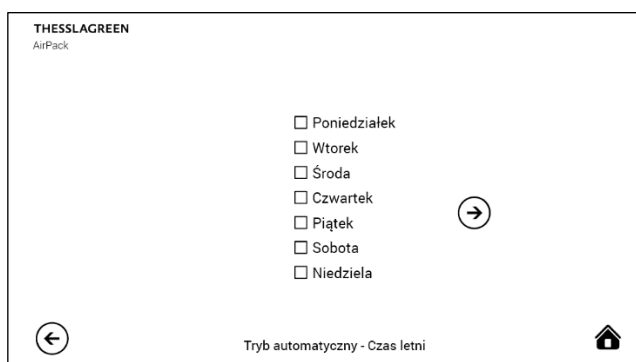 THESSLAGREEN
AirPack
Poniedziałek
Wtorek
Środa
Czwartek
Piątek
Sobota
Niedziela
Tryb automatyczny - Czas letni